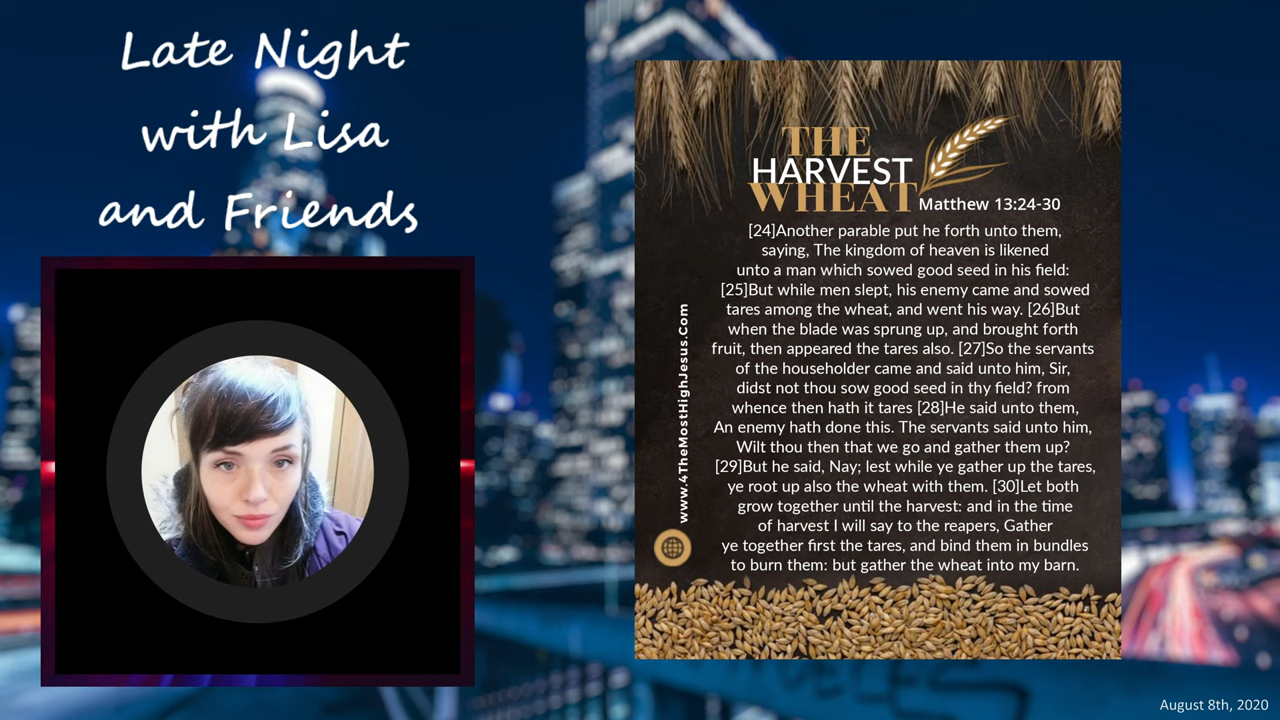 Late Night
with Lisa
and Friends
THE
HARVEST
WHEAT
Matthew 13:24-30
[24]Another parable put he forth unto them,
saying, The kingdom of heaven is likened
unto a man which sowed good seed in his field:
[25]But while men slept, his enemy came and sowed
tares among the wheat, and went his way. [26]But
when the blade was sprung up, and brought forth
fruit, then appeared the tares also. [27]So the servants
of the householder came and said unto him, Sir,
didst not thou sow good seed in thy field? from
whence then hath it tares [28]He said unto them,
An enemy hath done this. The servants said unto him,
Wilt thou then that we go and gather them up?
[29]But he said, Nay; lest while ye gather up the tares,
ye root up also the wheat with them. [30]Let both
grow together until the harvest: and in the time
of harvest I will say to the reapers, Gather
ye together first the tares, and bind them in bundles
to burn them: but gather the wheat into my barn.
www.4TheMostHighJesus.Com
August 8th, 2020